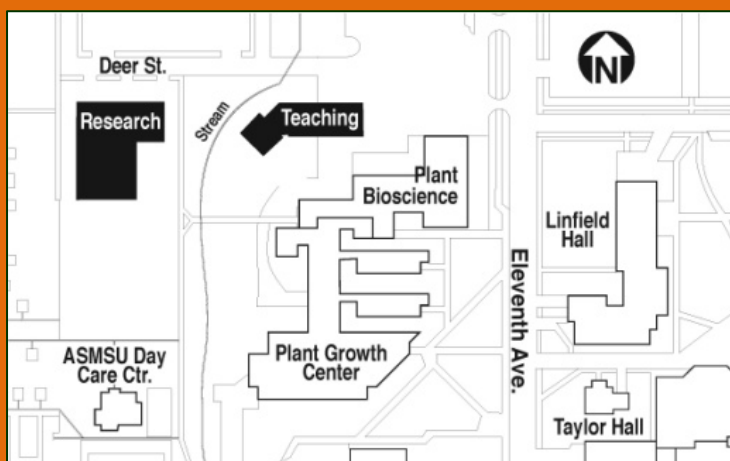 Deer St.
Research
Stream
Teaching
N
Plant
Bioscience
Linfield
Hall
Eleventh Ave.
ASMSU Day
Care Ctr.
Plant Growth
Center
Taylor Hall